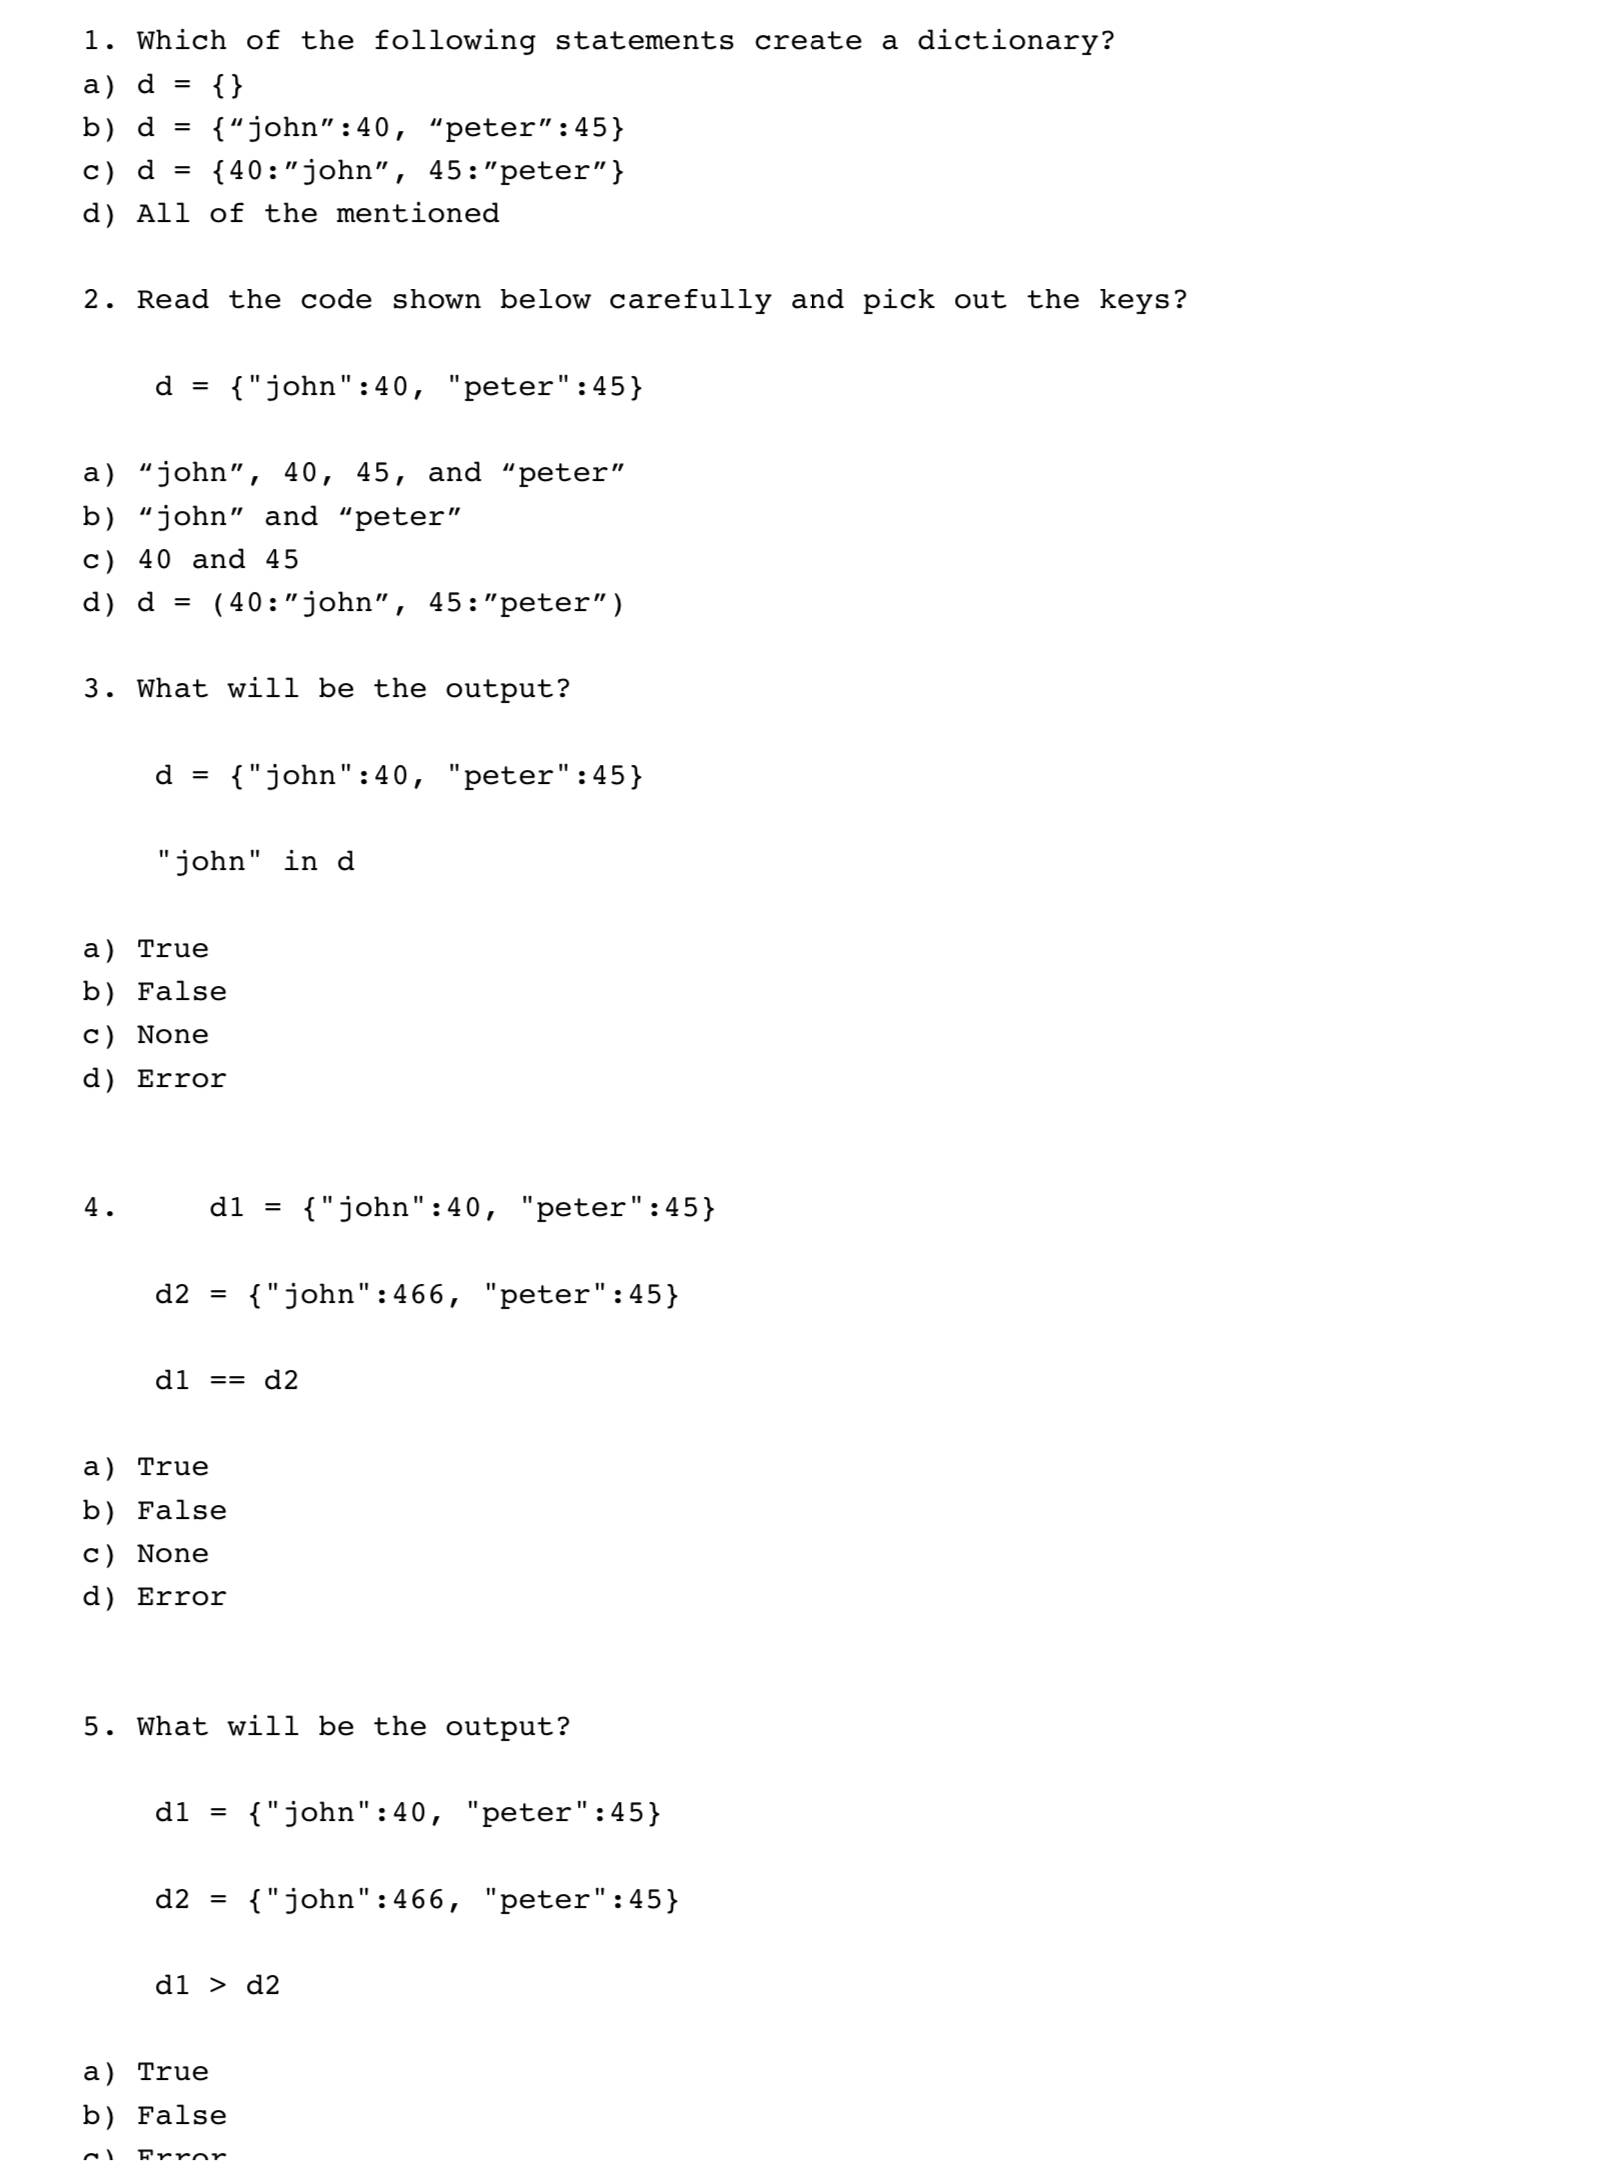 1. Which of the following statements create a dictionary?
a) d = {}
b) d = {“john”:40, “peter”:45}
c) d = {40:”john”, 45:”peter”}
d) All of the mentioned
2. Read the code shown below carefully and pick out the keys?
d = {"john":40, "peter":45}
a) “john”, 40, 45, and “peter”
b) “john” and “peter”
c) 40 and 45
d) d = (40:”john”, 45:”peter”)
3. What will be the output?
d = {"john":40, "peter":45}
"john" in d
a) True
b) False
c) None
d) Error
4. d1 = {"john":40, "peter":45}
d2 = {"john":466, "peter":45}
d1 == d2
a) True
b) False
c) None
d) Error
5. What will be the output?
d1 = {"john":40, "peter":45}
d2 = {"john":466, "peter":45}
d1 > d2
a) True
b) False
c) Error